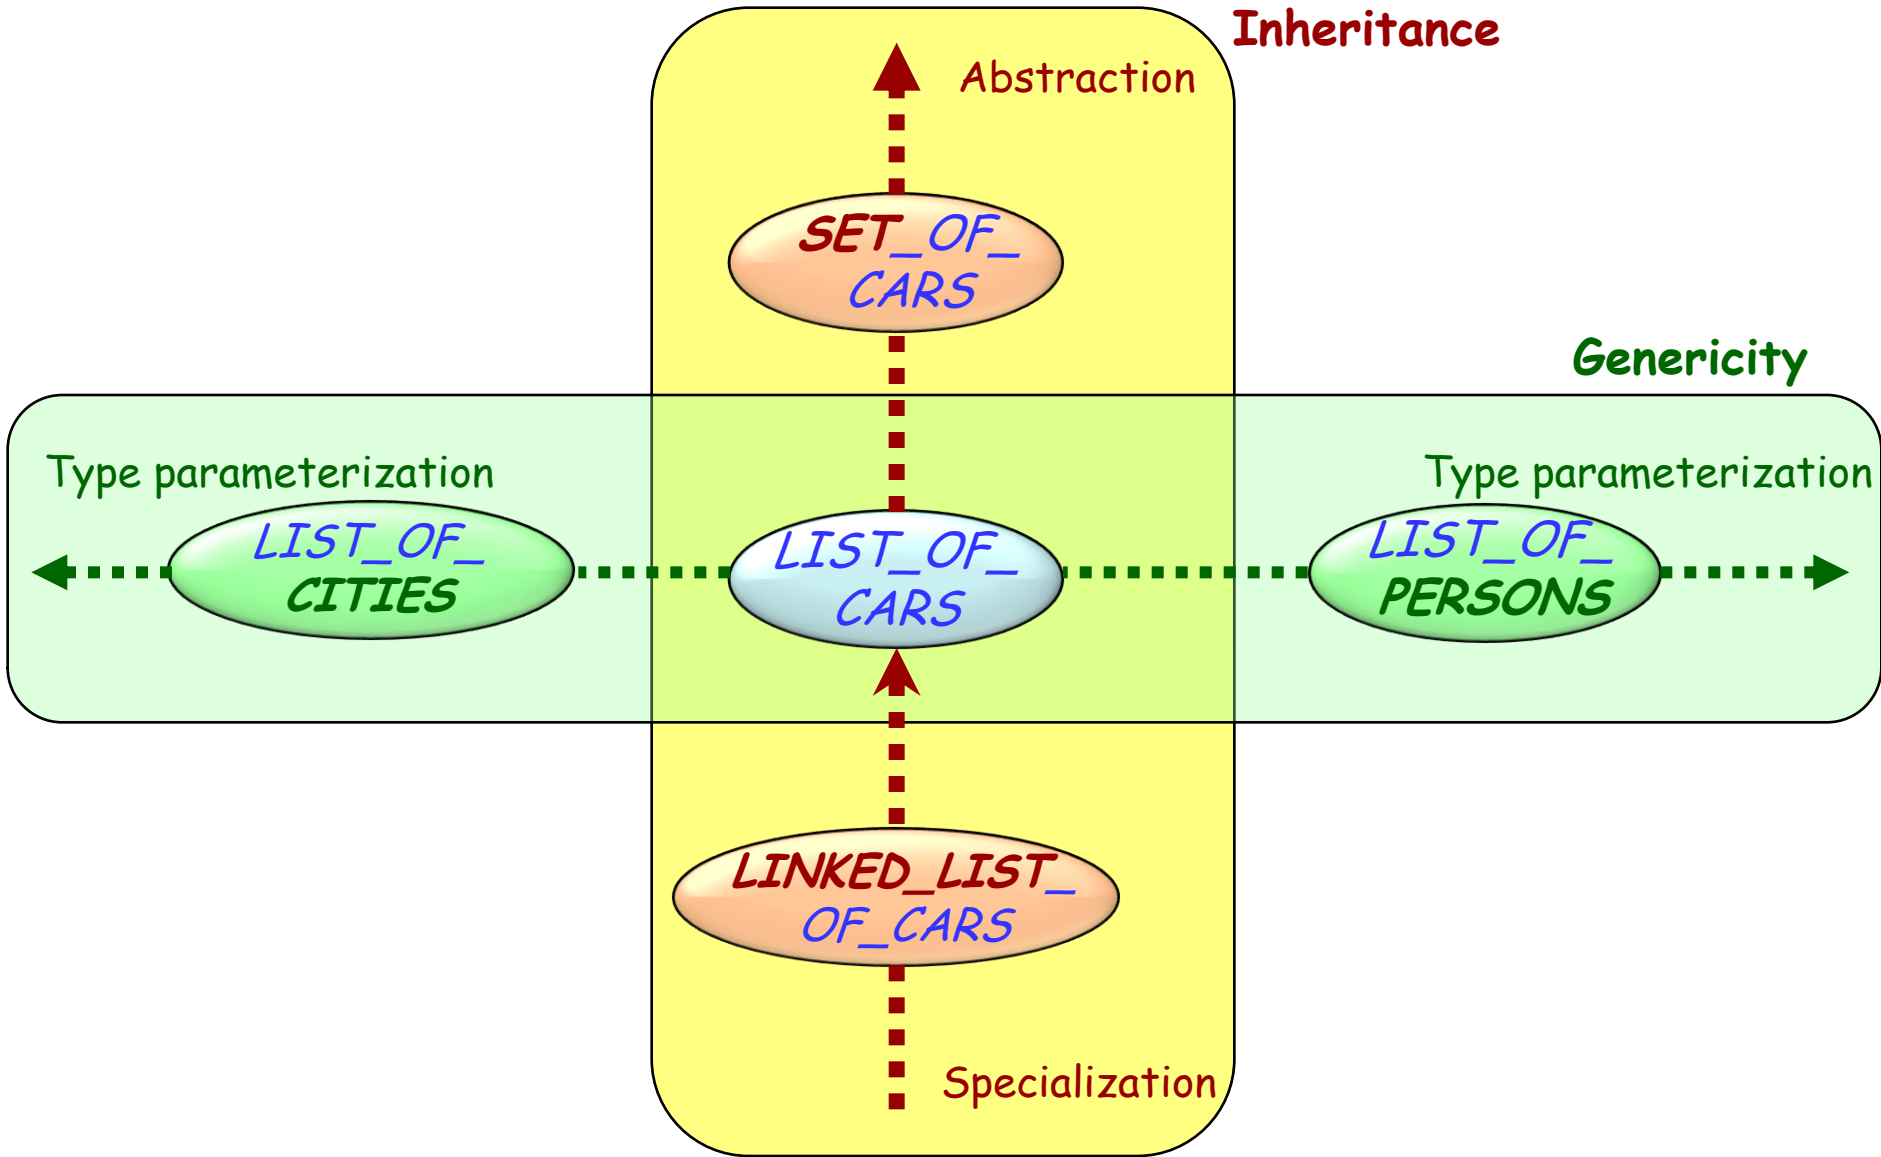 Inheritance
Abstraction
SET_OF_
CARS
Genericity
Type parameterization
Type parameterization
LIST_OF_
CITIES
LIST_OF_
CARS
LIST_OF_
PERSONS
LINKED_LIST_
OF_CARS
Specialization